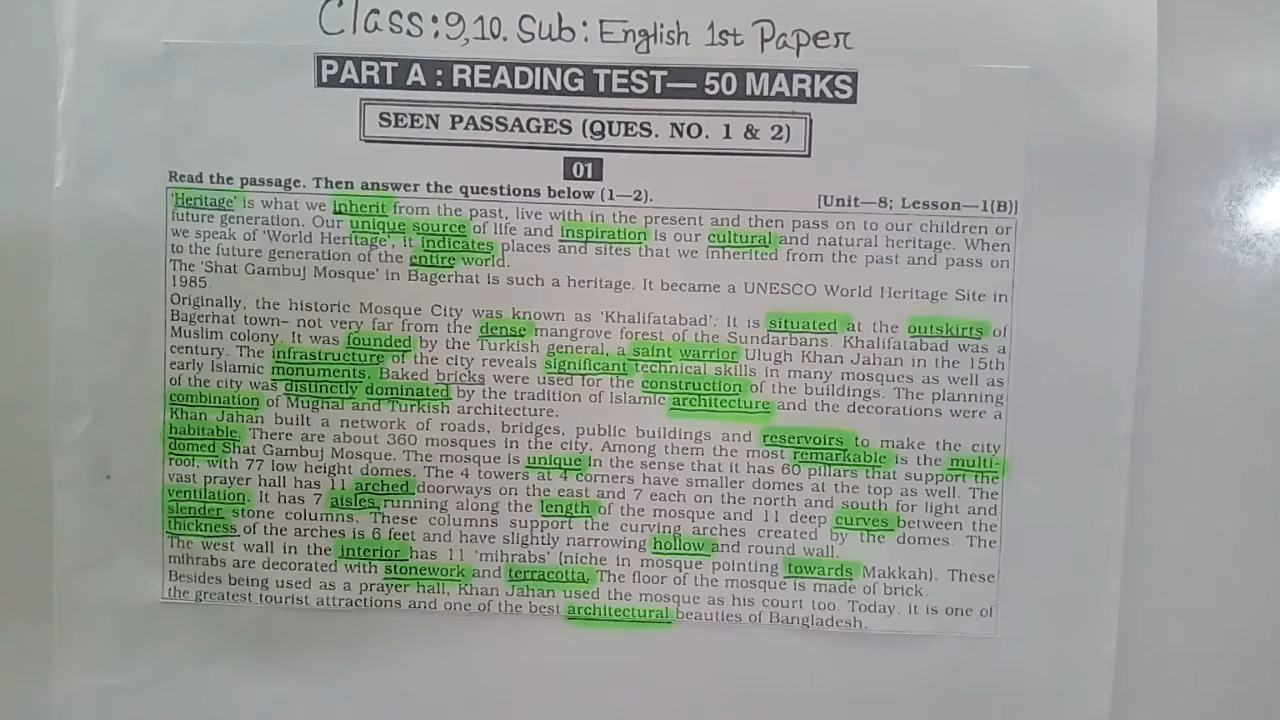 Class:9,10. Sub: English 1st Paper
PART A : READING TEST— 50 MARKS
SEEN PASSAGES (QUES. NO. 1 & 2)
01
Read the passage. Then answer the questions below (1—2). [Unit—8; Lesson—1(B)]
'Heritage' is what we inherit from the past, live with in the present and then pass on to our children or
future generation. Our unique source of life and inspiration is our cultural and natural heritage. When
we speak of 'World Heritage', it indicates places and sites that we inherited from the past and pass on
to the future generation of the entire world.
The 'Shat Gambuj Mosque' in Bagerhat is such a heritage. It became a UNESCO World Heritage Site in
1985.
Originally, the historic Mosque City was known as 'Khalifatabad'. It is situated at the outskirts of
Bagerhat town– not very far from the dense mangrove forest of the Sundarbans. Khalifatabad was a
Muslim colony. It was founded by the Turkish general, a saint warrior Ulugh Khan Jahan in the 15th
century. The infrastructure of the city reveals significant technical skills in many mosques as well as
early Islamic monuments. Baked bricks were used for the construction of the buildings. The planning
of the city was distinctly dominated by the tradition of Islamic architecture and the decorations were a
combination of Mughal and Turkish architecture.
Khan Jahan built a network of roads, bridges, public buildings and reservoirs to make the city
habitable. There are about 360 mosques in the city. Among them the most remarkable is the multi-
domed Shat Gambuj Mosque. The mosque is unique in the sense that it has 60 pillars that support the
roof, with 77 low height domes. The 4 towers at 4 corners have smaller domes at the top as well. The
vast prayer hall has 11 arched doorways on the east and 7 each on the north and south for light and
ventilation. It has 7 aisles running along the length of the mosque and 11 deep curves between the
slender stone columns. These columns support the curving arches created by the domes. The
thickness of the arches is 6 feet and have slightly narrowing hollow and round wall.
The west wall in the interior has 11 'mihrabs' (niche in mosque pointing towards Makkah). These
mihrabs are decorated with stonework and terracotta. The floor of the mosque is made of brick.
Besides being used as a prayer hall, Khan Jahan used the mosque as his court too. Today, it is one of
the greatest tourist attractions and one of the best architectural beauties of Bangladesh.